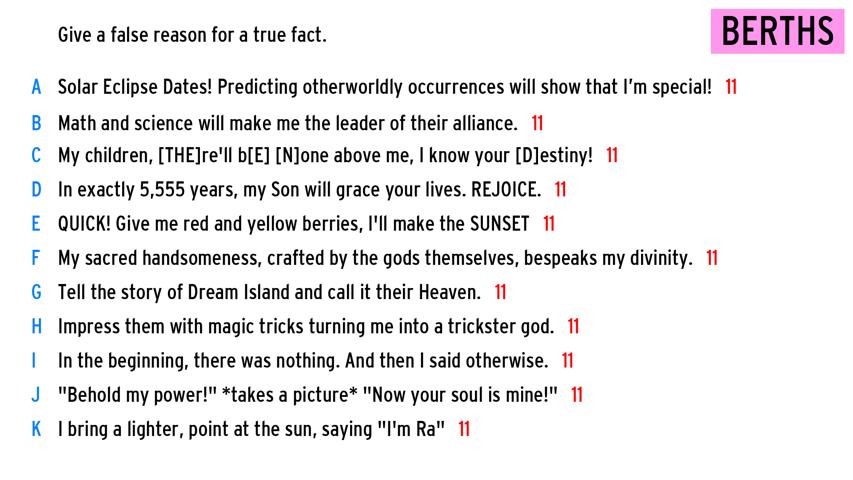 Give a false reason for a true fact.
BERTHS
A Solar Eclipse Dates! Predicting otherworldly occurrences will show that I'm special! 11
B Math and science will make me the leader of their alliance. 11
C My children, [THE]re'll b[E] [N]one above me, I know your [D]estiny! 11
D In exactly 5,555 years, my Son will grace your lives. REJOICE. 11
E QUICK! Give me red and yellow berries, I'll make the SUNSET 11
F My sacred handsomeness, crafted by the gods themselves, bespeaks my divinity. 11
G Tell the story of Dream Island and call it their Heaven. 11
H Impress them with magic tricks turning me into a trickster god. 11
I In the beginning, there was nothing. And then I said otherwise. 11
J "Behold my power!" *takes a picture* "Now your soul is mine!" 11
K I bring a lighter, point at the sun, saying "I'm Ra" 11